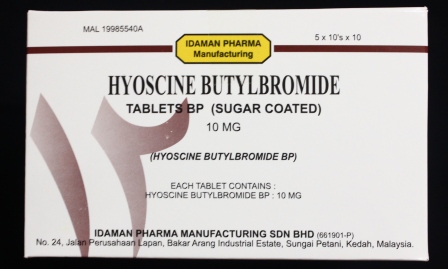 MAL 19985540A
IDAMAN PHARMA
Manufacturing
5 x 10's x 10
HYOSCINE BUTYLBROMIDE
TABLETS BP (SUGAR COATED)
10 MG
(HYOSCINE BUTYLBROMIDE BP)
EACH TABLET CONTAINS :
HYOSCINE BUTYLBROMIDE BP : 10 MG
IDAMAN PHARMA MANUFACTURING SDN BHD (661901-P)
No. 24, Jalan Perusahaan Lapan, Bakar Arang Industrial Estate, Sungai Petani, Kedah, Malaysia.